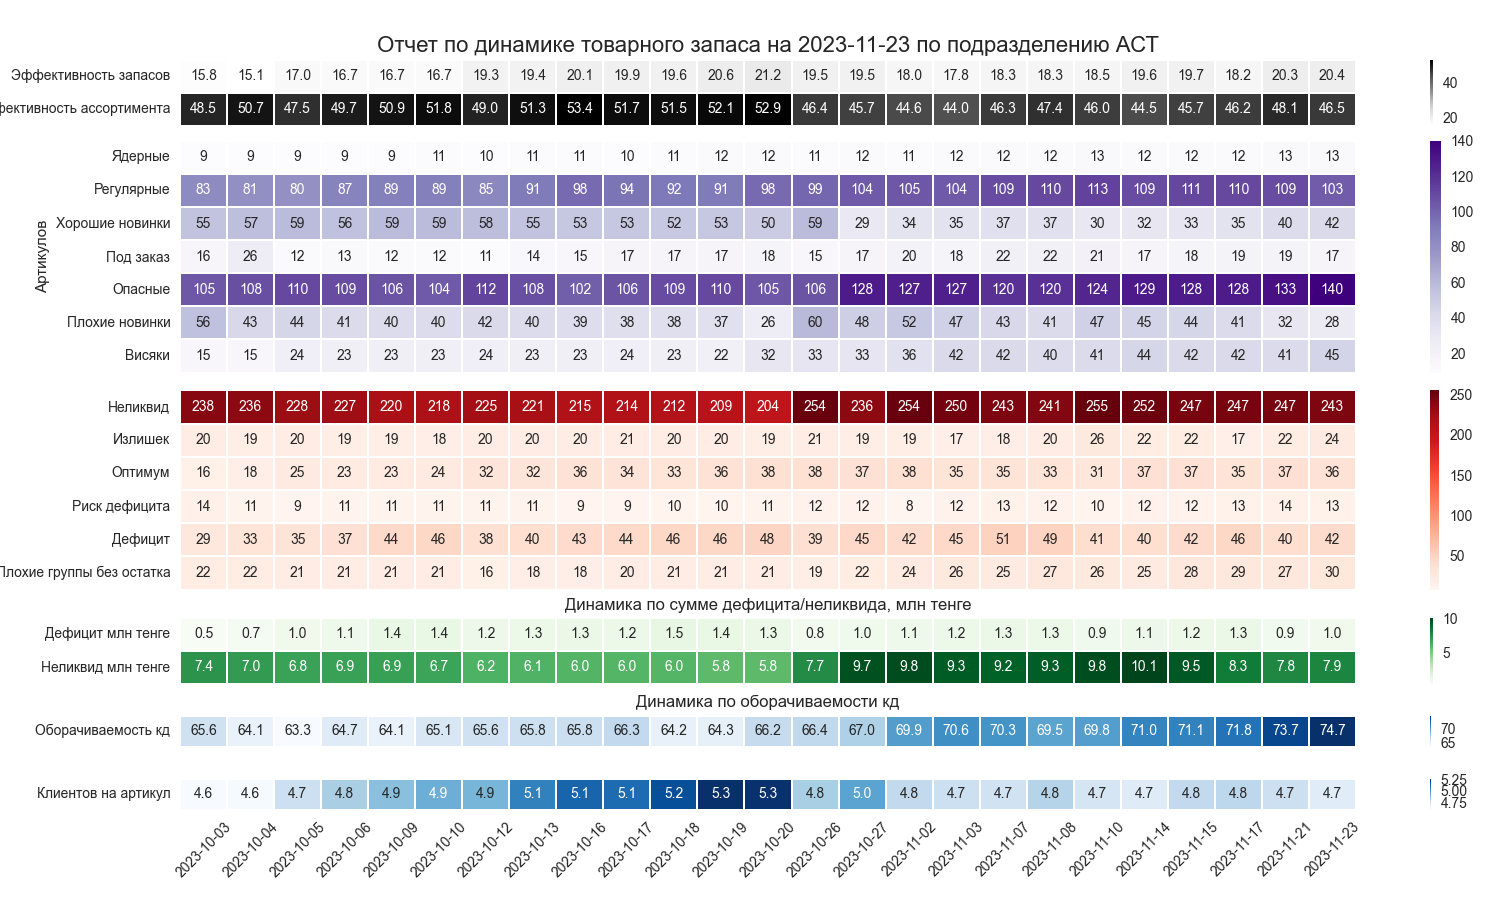 Отчет по динамике товарного запаса на 2023-11-23 по подразделению АСТ
Эффективность запасов 15.8 15.1 17.0 16.7 16.7 16.7 19.3 19.4 20.1 19.9 19.6 20.6 21.2 19.5 19.5 18.0 17.8 18.3 18.3 18.5 19.6 19.7 18.2 20.3 20.4
фективность ассортимента 48.5 50.7 47.5 49.7 50.9 51.8 49.0 51.3 53.4 51.7 51.5 52.1 52.9 46.4 45.7 44.6 44.0 46.3 47.4 46.0 44.5 45.7 46.2 48.1 46.5
40
20
Артикулов
Ядерные 9 9 9 9 9 11 10 11 11 10 11 12 12 11 12 11 12 12 12 13 12 12 12 13 13
Регулярные 83 81 80 87 89 89 85 91 98 94 92 91 98 99 104 105 104 109 110 113 109 111 110 109 103
Хорошие новинки 55 57 59 56 59 59 58 55 53 53 52 53 50 59 29 34 35 37 37 30 32 33 35 40 42
Под заказ 16 26 12 13 12 12 11 14 15 17 17 17 18 15 17 20 18 22 22 21 17 18 19 19 17
Опасные 105 108 110 109 106 104 112 108 102 106 109 110 105 106 128 127 127 120 120 124 129 128 128 133 140
Плохие новинки 56 43 44 41 40 40 42 40 39 38 38 37 26 60 48 52 47 43 41 47 45 44 41 32 28
Висяки 15 15 24 23 23 23 24 23 23 24 23 22 32 33 33 36 42 42 40 41 44 42 42 41 45
140
120
100
80
60
40
20
Неликвид 238 236 228 227 220 218 225 221 215 214 212 209 204 254 236 254 250 243 241 255 252 247 247 247 243
Излишек 20 19 20 19 19 18 20 20 20 21 20 20 19 21 19 19 17 18 20 26 22 22 17 22 24
Оптимум 16 18 25 23 23 24 32 32 36 34 33 36 38 38 37 38 35 35 33 31 37 37 35 37 36
Риск дефицита 14 11 9 11 11 11 11 11 9 9 10 10 11 12 12 8 12 13 12 10 12 12 13 14 13
Дефицит 29 33 35 37 44 46 38 40 43 44 46 46 48 39 45 42 45 51 49 41 40 42 46 40 42
Плохие группы без остатка 22 22 21 21 21 21 16 18 18 20 21 21 21 19 22 24 26 25 27 26 25 28 29 27 30
250
200
150
100
50
Динамика по сумме дефицита/неликвида, млн тенге
Дефицит млн тенге 0.5 0.7 1.0 1.1 1.4 1.4 1.2 1.3 1.3 1.2 1.5 1.4 1.3 0.8 1.0 1.1 1.2 1.3 1.3 0.9 1.1 1.2 1.3 0.9 1.0
Неликвид млн тенге 7.4 7.0 6.8 6.9 6.9 6.7 6.2 6.1 6.0 6.0 6.0 5.8 5.8 7.7 9.7 9.8 9.3 9.2 9.3 9.8 10.1 9.5 8.3 7.8 7.9
10
5
Динамика по оборачиваемости кд
Оборачиваемость кд 65.6 64.1 63.3 64.7 64.1 65.1 65.6 65.8 65.8 66.3 64.2 64.3 66.2 66.4 67.0 69.9 70.6 70.3 69.5 69.8 71.0 71.1 71.8 73.7 74.7
70
65
Клиентов на артикул 4.6 4.6 4.7 4.8 4.9 4.9 4.9 5.1 5.1 5.1 5.2 5.3 5.3 4.8 5.0 4.8 4.7 4.7 4.8 4.7 4.7 4.8 4.8 4.7 4.7
5.25
5.00
4.75
2023-10-03 2023-10-04 2023-10-05 2023-10-06 2023-10-09 2023-10-10 2023-10-12 2023-10-13 2023-10-16 2023-10-17 2023-10-18 2023-10-19 2023-10-20 2023-10-26 2023-10-27 2023-11-02 2023-11-03 2023-11-07 2023-11-08 2023-11-10 2023-11-14 2023-11-15 2023-11-17 2023-11-21 2023-11-23